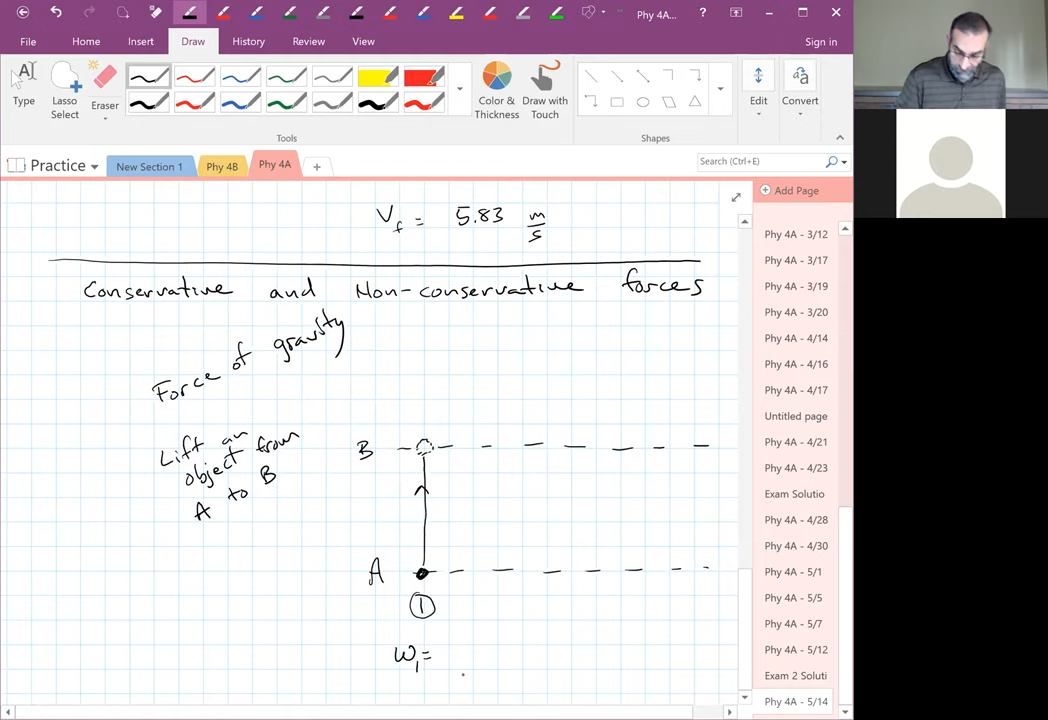 Phy 4A...
File
Home
Insert
Draw
History
Review
View
Sign in
Type
Lasso Select
Eraser
Color & Thickness
Draw with Touch
Edit
Convert
Tools
Shapes
Practice
New Section 1
Phy 4B
Phy 4A
Search (Ctrl+E)
Add Page
Phy 4A - 3/12
Phy 4A - 3/17
Phy 4A - 3/19
Phy 4A - 3/20
Phy 4A - 4/14
Phy 4A - 4/16
Phy 4A - 4/17
Untitled page
Phy 4A - 4/21
Phy 4A - 4/23
Exam Solutio
Phy 4A - 4/28
Phy 4A - 4/30
Phy 4A - 5/1
Phy 4A - 5/5
Phy 4A - 5/7
Phy 4A - 5/12
Exam 2 Soluti
Phy 4A - 5/14
Vf = 5.83 m/s
Conservative and Non-conservative forces
Force of gravity
Lift an
object from
A to B
B
A
1
W1=